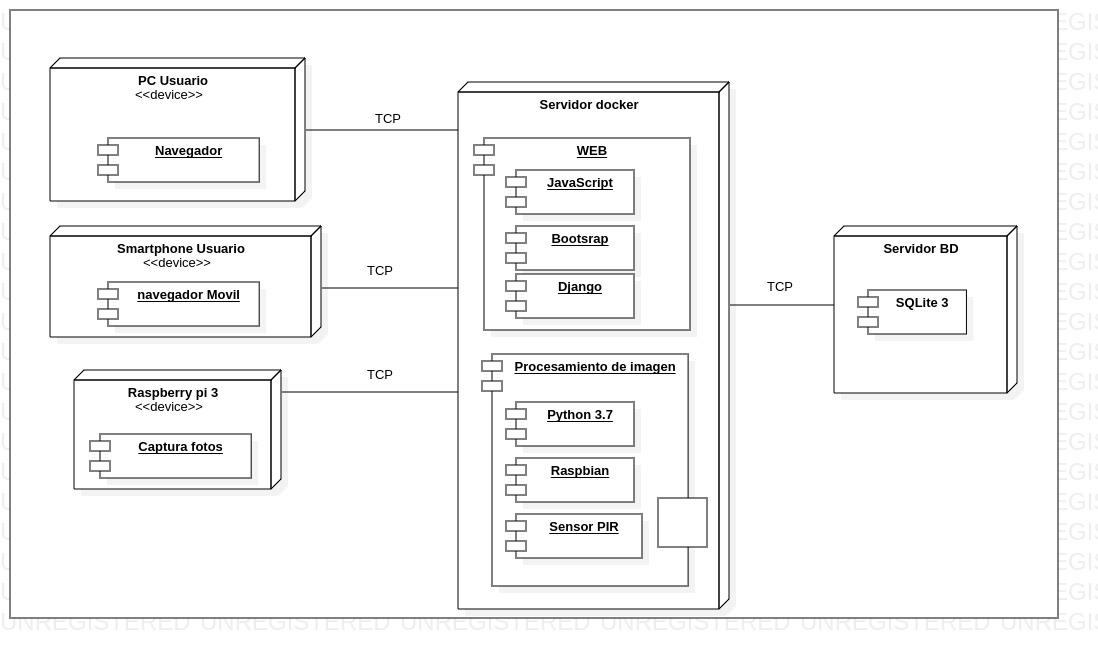 PC Usuario
<<device>>
Navegador
TCP
Smartphone Usuario
<<device>>
navegador Movil
TCP
Raspberry pi 3
<<device>>
Captura fotos
TCP
Servidor docker
WEB
JavaScript
Bootsrap
Django
Procesamiento de imagen
Python 3.7
Raspbian
Sensor PIR
TCP
Servidor BD
SQLite 3
UNREGISTERED UNREGISTERED UNREGISTERED UNREGISTERED UNREGISTERED